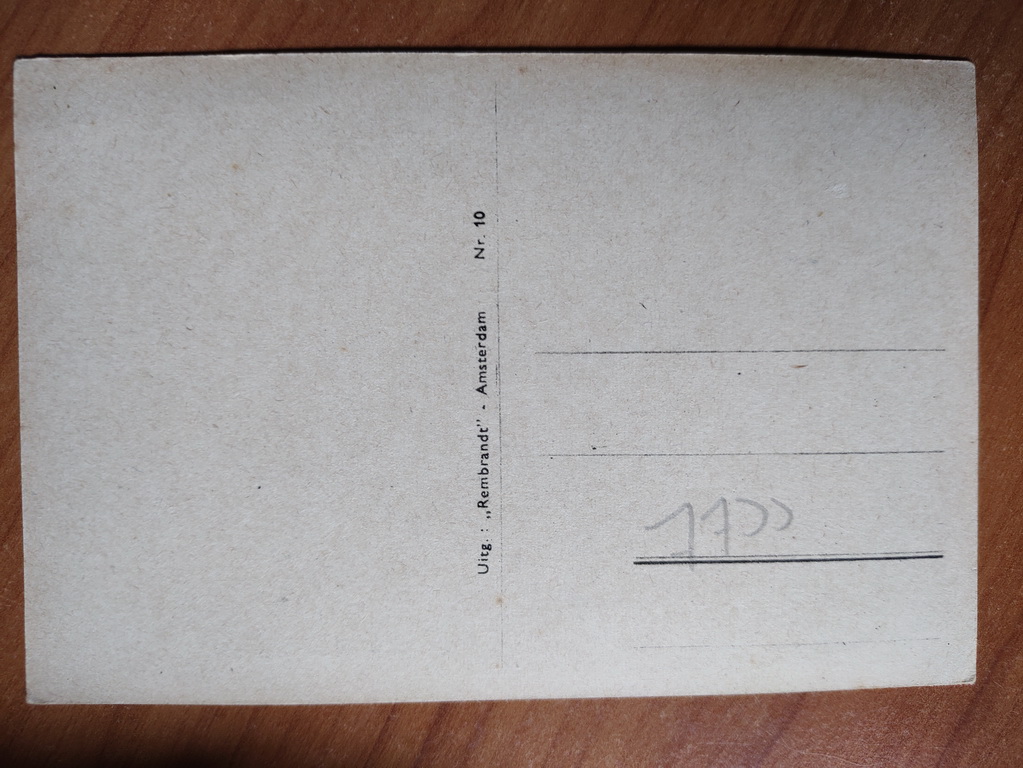 Uitg. : „Rembrandt” - Amsterdam Nr. 10